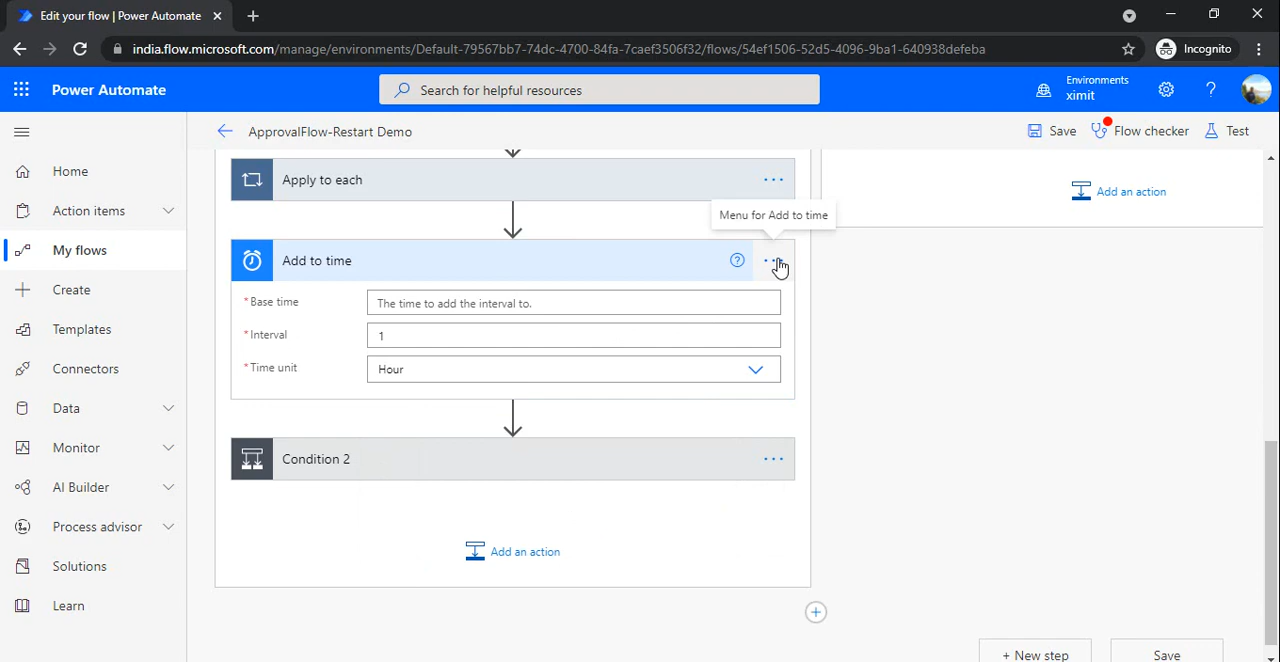 Edit your flow | Power Automate
india.flow.microsoft.com/manage/environments/Default-79567bb7-74dc-4700-84fa-7caef3506f32/flows/54ef1506-52d5-4096-9ba1-640938defeba
Incognito
Power Automate
Search for helpful resources
Environments
ximit
ApprovalFlow-Restart Demo
Save
Flow checker
Test
Home
Action items
My flows
Create
Templates
Connectors
Data
Monitor
AI Builder
Process advisor
Solutions
Learn
Apply to each
Menu for Add to time
Add to time
*Base time
The time to add the interval to.
*Interval
1
*Time unit
Hour
Condition 2
Add an action
Add an action
+ New step
Save